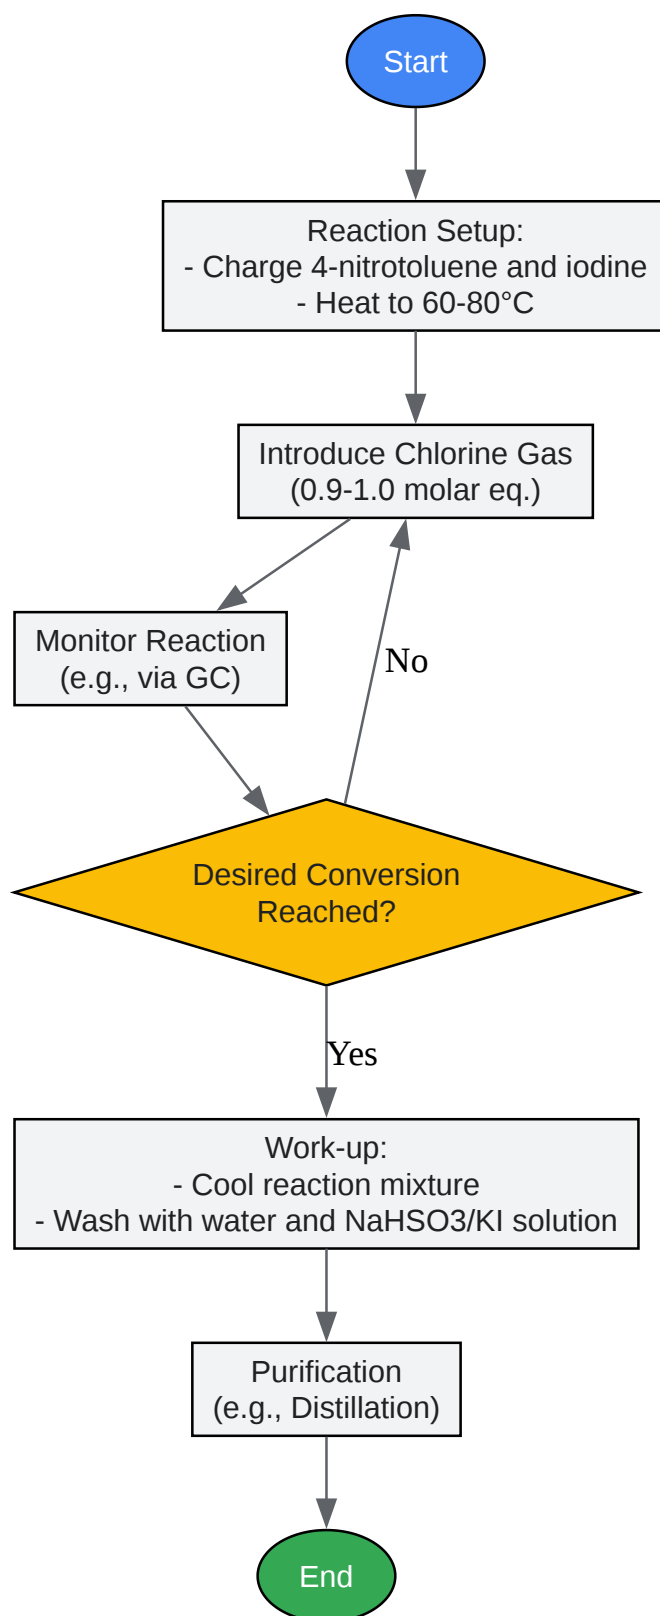 Start
Reaction Setup:
- Charge 4-nitrotoluene and iodine
- Heat to 60-80°C
Introduce Chlorine Gas
(0.9-1.0 molar eq.)
Monitor Reaction
(e.g., via GC)
No
Desired Conversion
Reached?
Yes
Work-up:
- Cool reaction mixture
- Wash with water and NaHSO3/KI solution
Purification
(e.g., Distillation)
End